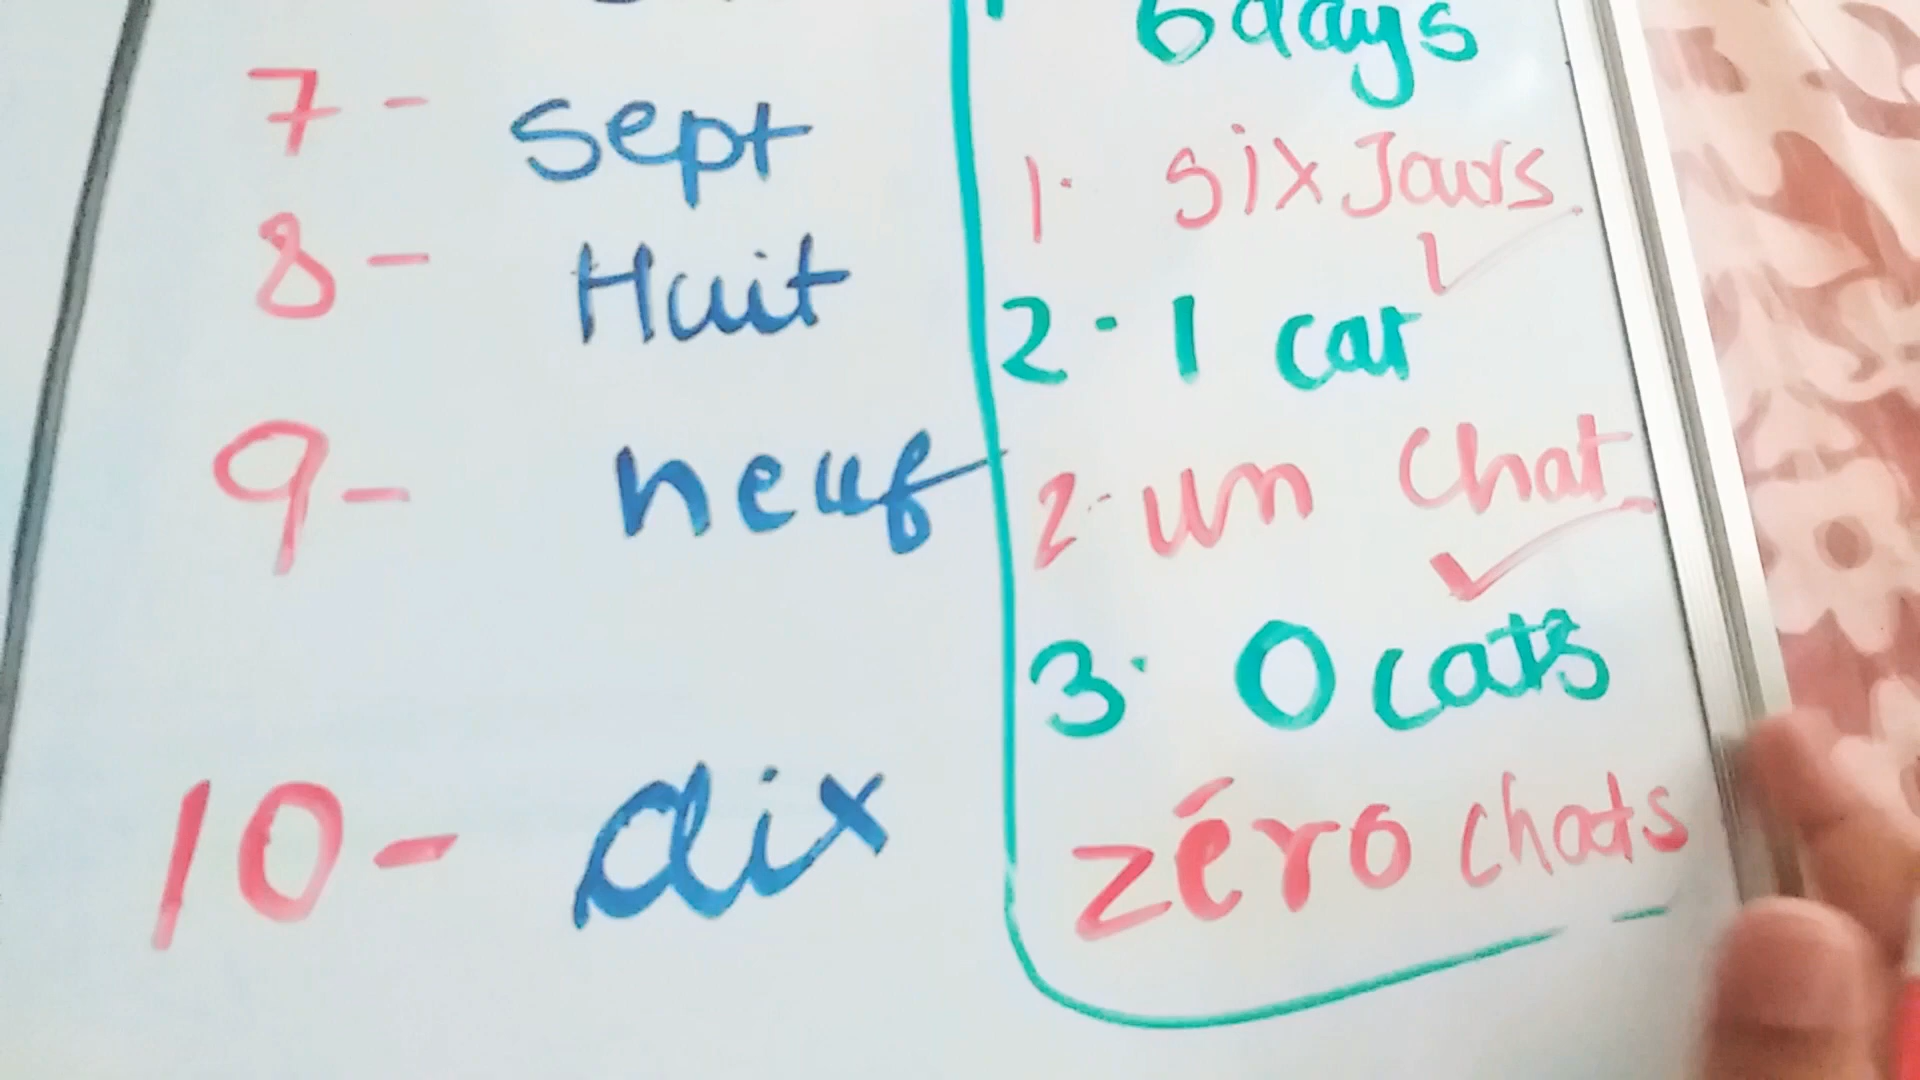 7 - sept
8 - Huit
9 - neuf
10 - dix
6 days
1. six Jours
2. 1 car
2. un chat
3. 0 cats
zéro chats